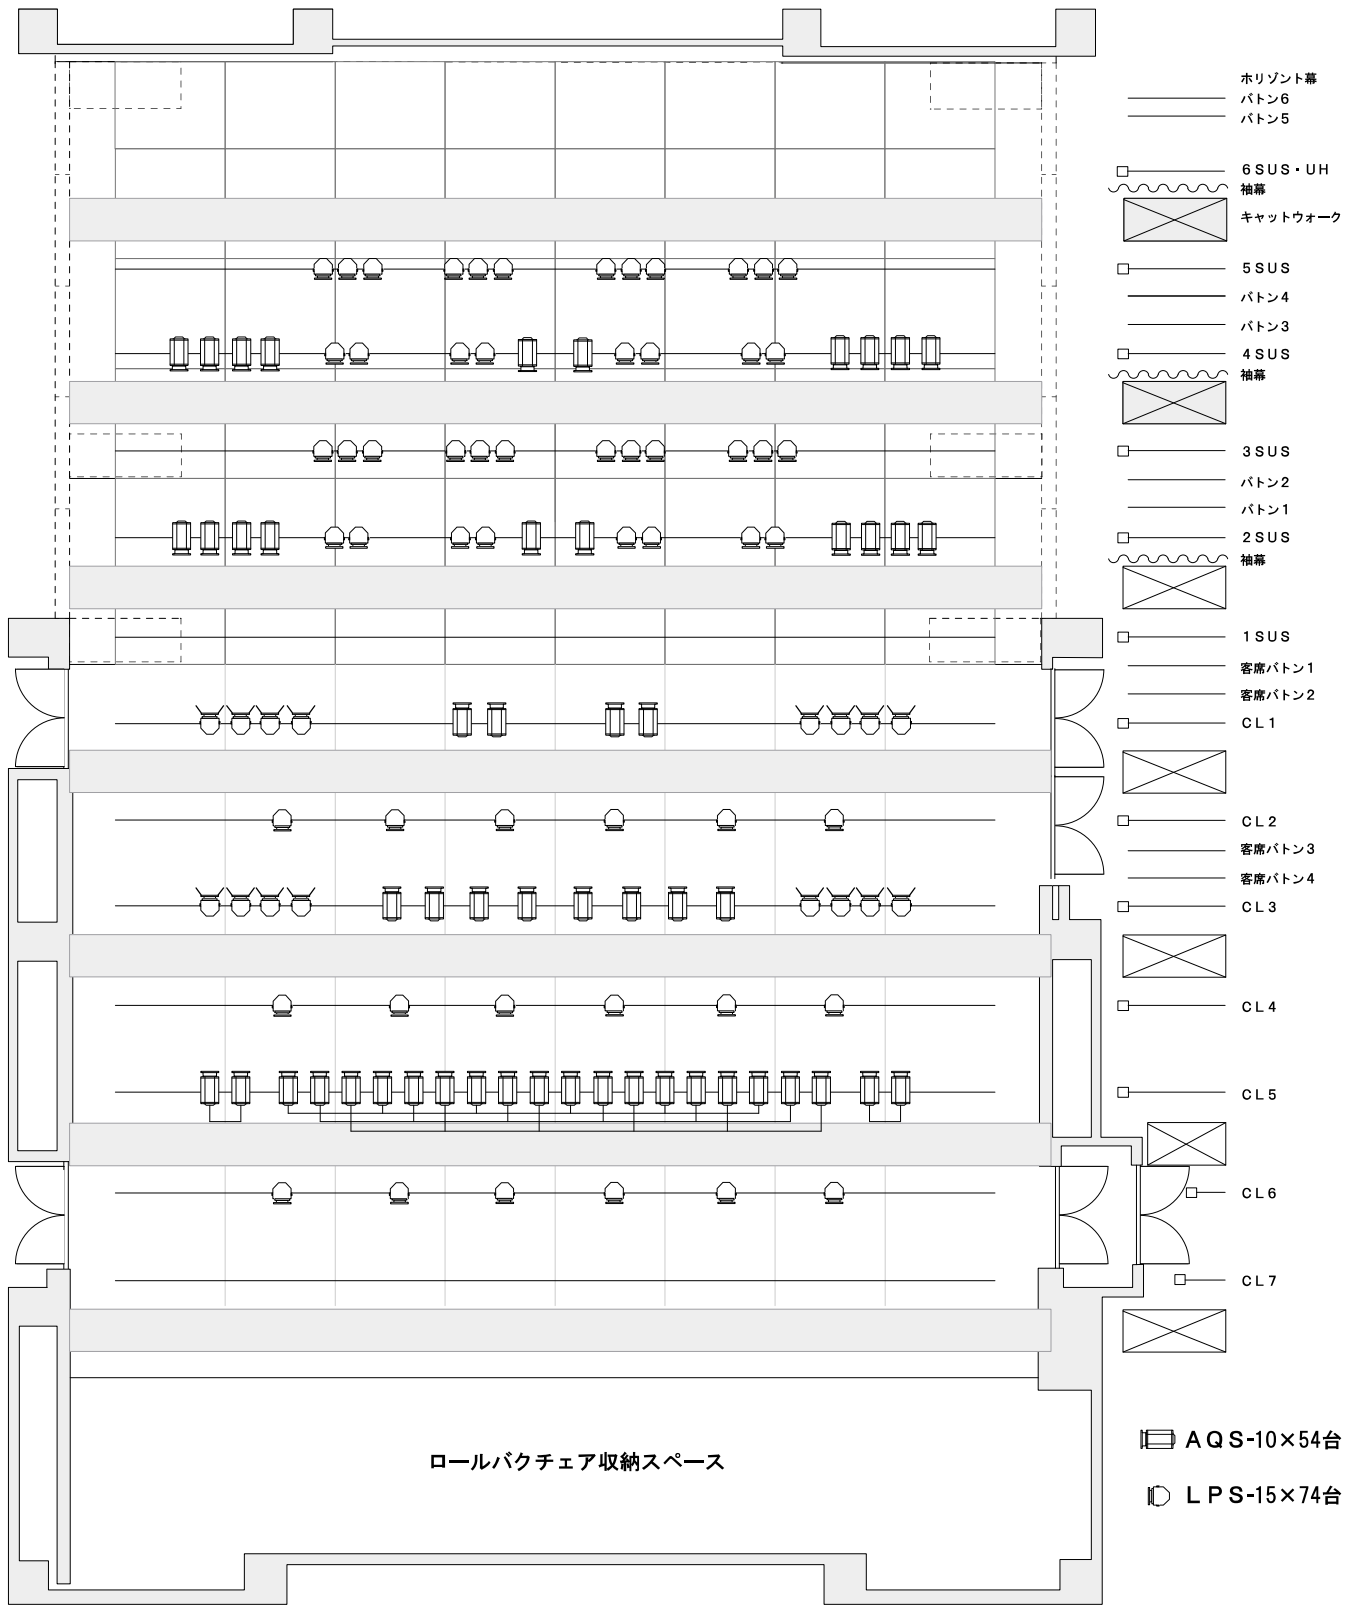 ホリゾント幕
バトン6
バトン5
6SUS・UH
袖幕
キャットウォーク
5SUS
バトン4
バトン3
4SUS
袖幕
3SUS
バトン2
バトン1
2SUS
袖幕
1SUS
客席バトン1
客席バトン2
CL1
CL2
客席バトン3
客席バトン4
CL3
CL4
CL5
CL6
CL7
ロールバクチェア収納スペース
AQS-10×54台
LPS-15×74台